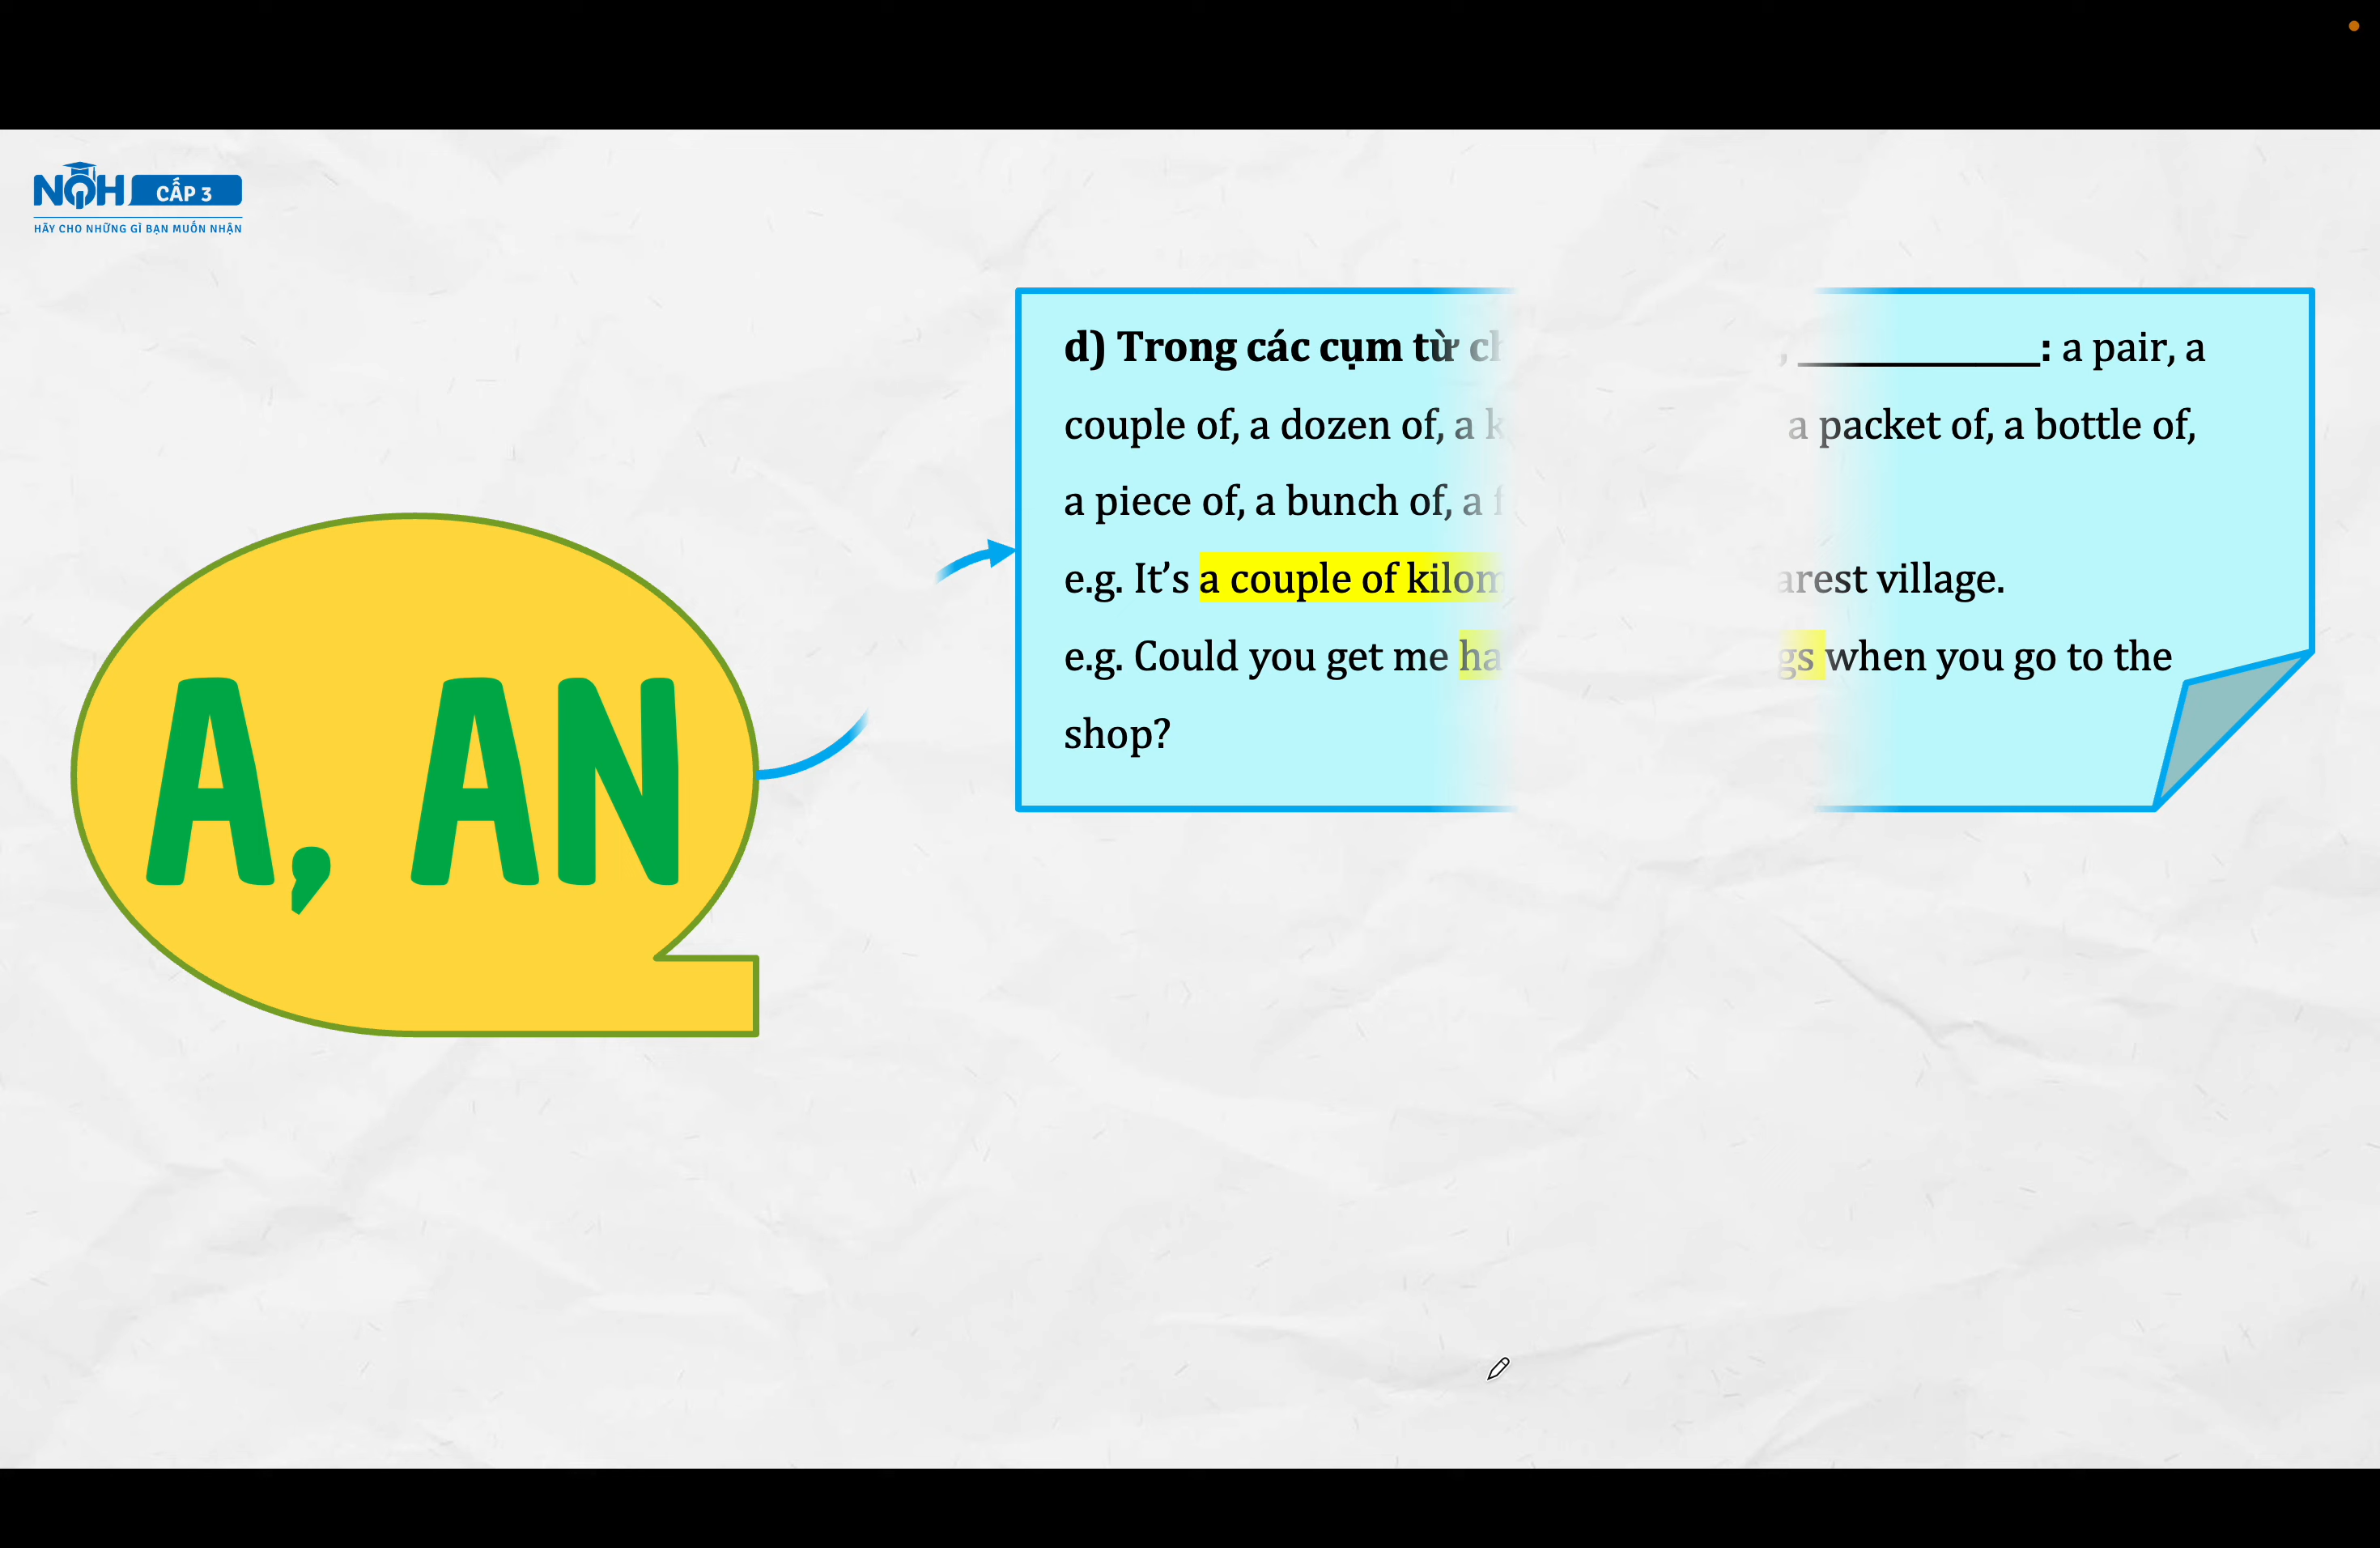 NQH CẤP 3
HÃY CHO NHỮNG GÌ BẠN MUỐN NHẬN
d) Trong các cụm từ , ____________: a pair, a
couple of, a dozen of, a a packet of, a bottle of,
a piece of, a bunch of, a
e.g. It’s a couple of village.
e.g. Could you get me when you go to the
shop?
A, AN